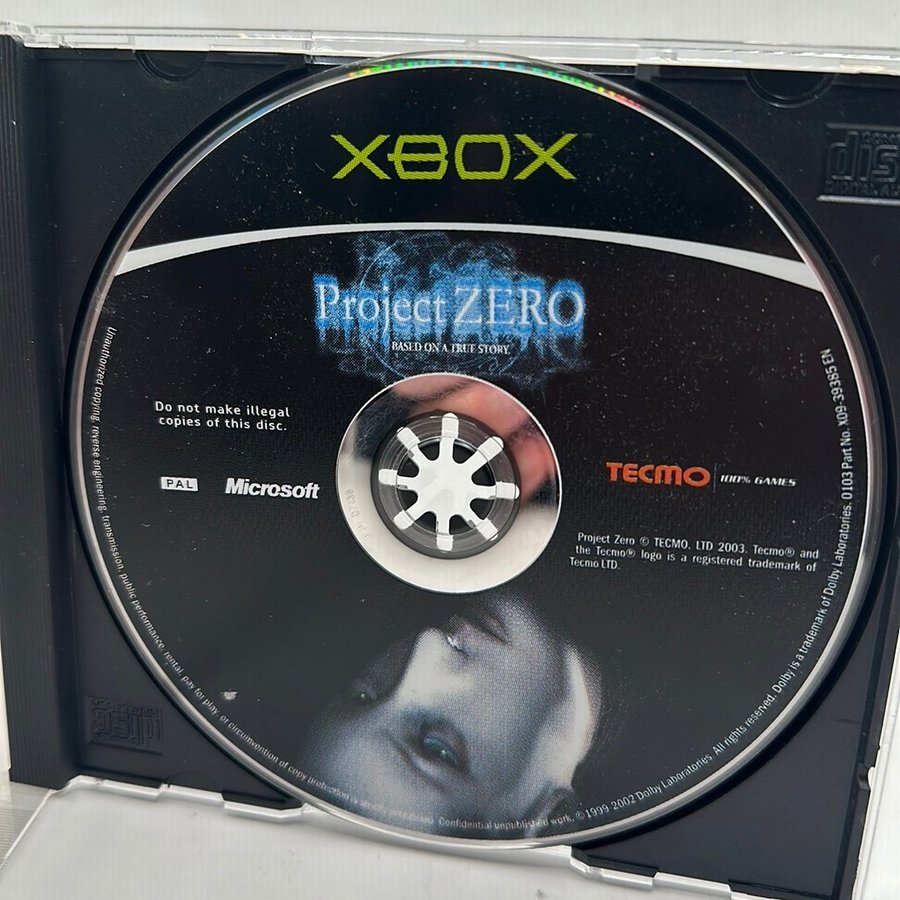 XBOX
Project ZERO
BASED ON A TRUE STORY
Do not make illegal
copies of this disc.
PAL
Microsoft
TECMO
100% GAMES
Project Zero © TECMO. LTD 2003. Tecmo® and
the Tecmo® logo is a registered trademark of
Tecmo LTD.
Unauthorized copying, reverse engineering, transmission, public performance, rental, pay for play, or circumvention of copy protection is Confidential unpublished work. ©1999 2002 Dolby Laboratories. All rights reserved. Dolby is a trademark of Dolby Laboratories. 0103 Part No. X09-39385 EN